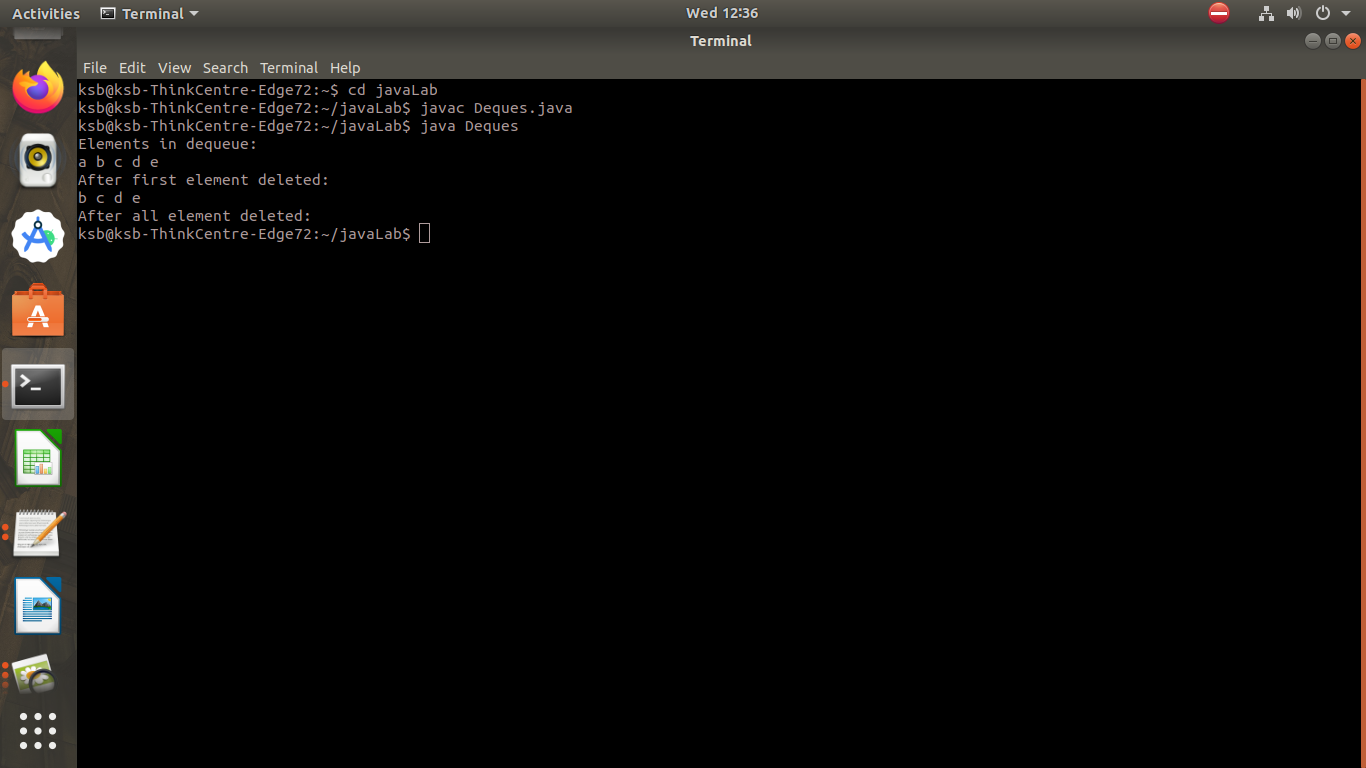 Activities Terminal Wed 12:36
Terminal
File Edit View Search Terminal Help
ksb@ksb-ThinkCentre-Edge72:~$ cd javaLab
ksb@ksb-ThinkCentre-Edge72:~/javaLab$ javac Deques.java
ksb@ksb-ThinkCentre-Edge72:~/javaLab$ java Deques
Elements in dequeue:
a b c d e
After first element deleted:
b c d e
After all element deleted:
ksb@ksb-ThinkCentre-Edge72:~/javaLab$